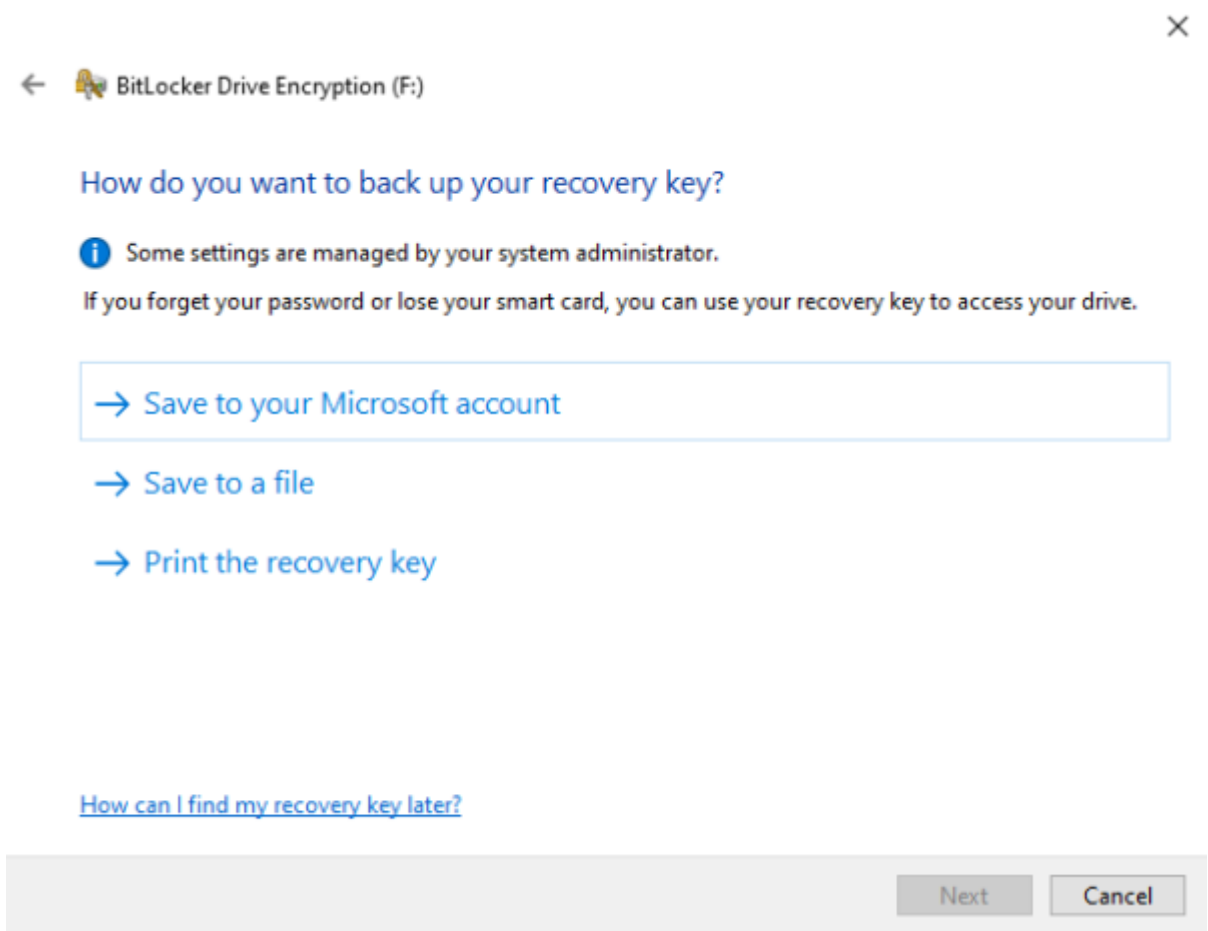 BitLocker Drive Encryption (F:)
How do you want to back up your recovery key?
Some settings are managed by your system administrator.
If you forget your password or lose your smart card, you can use your recovery key to access your drive.
Save to your Microsoft account
Save to a file
Print the recovery key
How can I find my recovery key later?
Next
Cancel